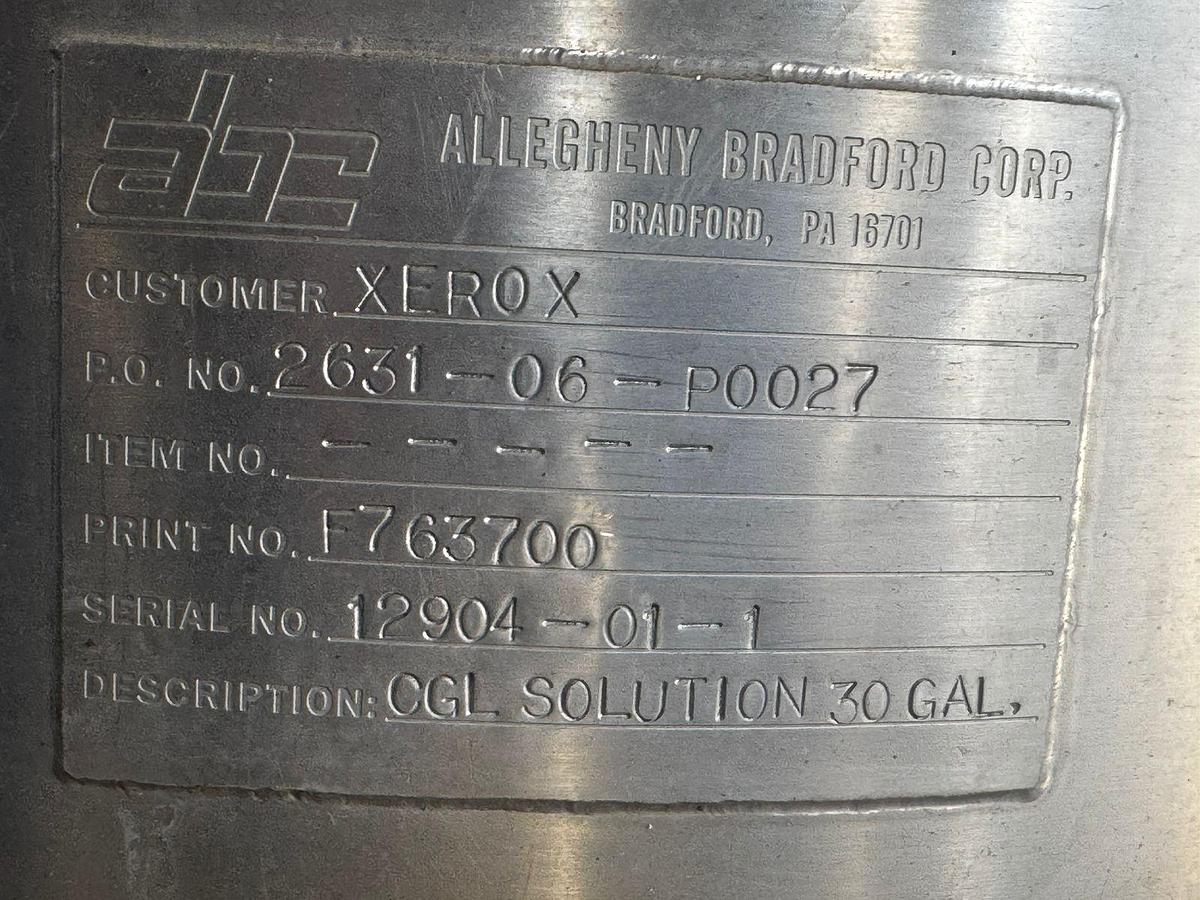 abc
ALLEGHENY BRADFORD CORP.
BRADFORD, PA 16701
CUSTOMER XEROX
P.O. NO. 2631-06-P0027
ITEM NO. - - - - -
PRINT NO. F763700
SERIAL NO. 12904-01-1
DESCRIPTION: CGL SOLUTION 30 GAL.